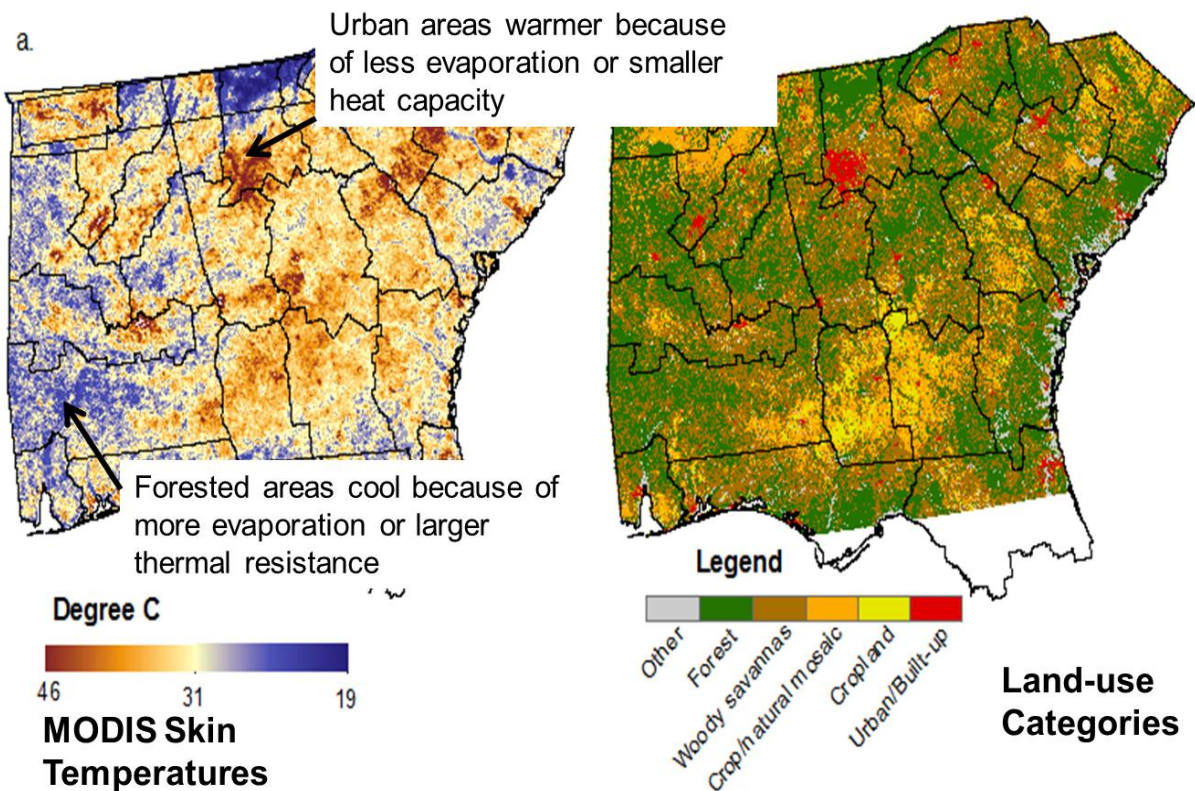 a.
Urban areas warmer because
of less evaporation or smaller
heat capacity
Forested areas cool because of
more evaporation or larger
thermal resistance
Degree C
46
31
19
MODIS Skin
Temperatures
Legend
Other
Forest
Woody savannas
Crop/natural mosaic
Cropland
Urban/Built-up
Land-use
Categories